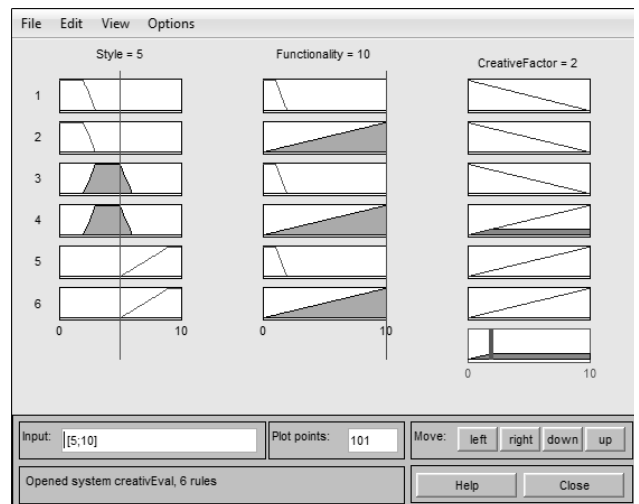 File Edit View Options
Style = 5 Functionality = 10 CreativeFactor = 2
1
2
3
4
5
6
0 10 0 10
0 10
Input: [5;10] Plot points: 101 Move: left right down up
Opened system creativEval, 6 rules Help Close